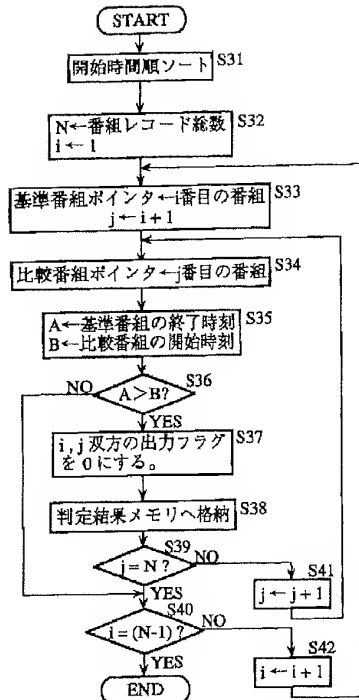 START
開始時間順ソート S31
N←番組レコード総数 S32
i←1
基準番組ポインタ←i番目の番組 S33
j←i+1
比較番組ポインタ←j番目の番組 S34
A←基準番組の終了時刻 S35
B←比較番組の開始時刻
NO A>B? S36
YES
i,j双方の出力フラグ S37
を0にする。
判定結果メモリへ格納 S38
j=N? S39 NO
j←j+1 S41
YES
i=(N-1)? S40 NO
i←i+1 S42
YES
END